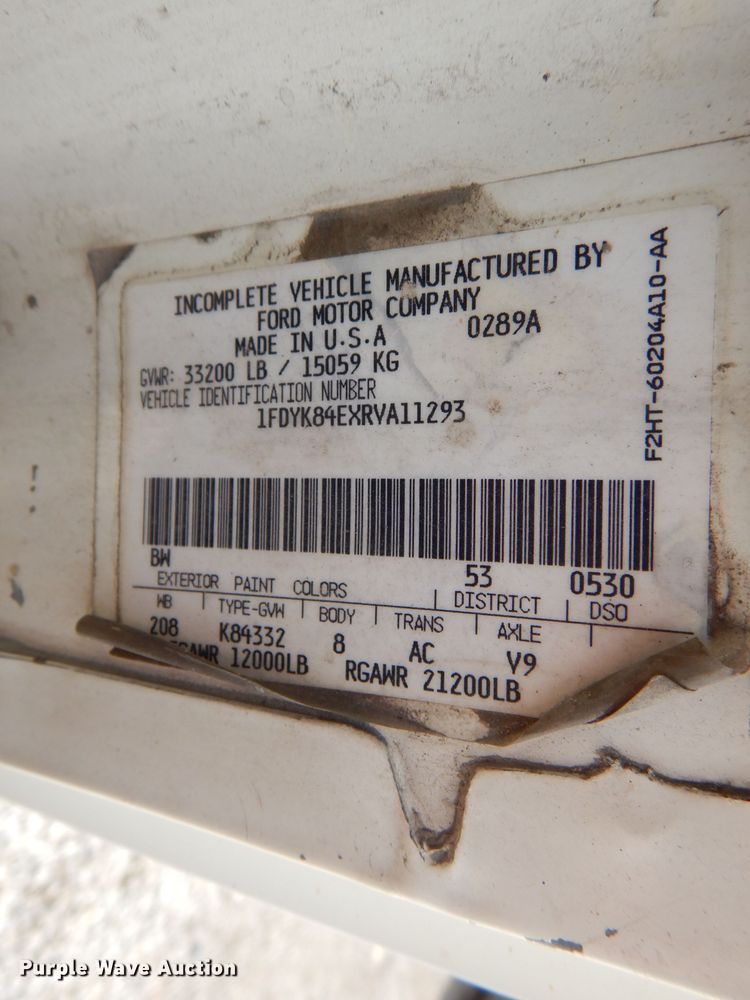 INCOMPLETE VEHICLE MANUFACTURED BY
FORD MOTOR COMPANY
MADE IN U.S.A 0289A
GVWR: 33200 LB / 15059 KG
VEHICLE IDENTIFICATION NUMBER
1FDYK84EXRVA11293
F2HT-60204A10-AA
BW 53 0530
EXTERIOR PAINT COLORS DISTRICT DSO
WB TYPE-GVW BODY TRANS AXLE
208 K84332 8 AC V9
12000LB RGAWR 21200LB
Purple Wave Auction